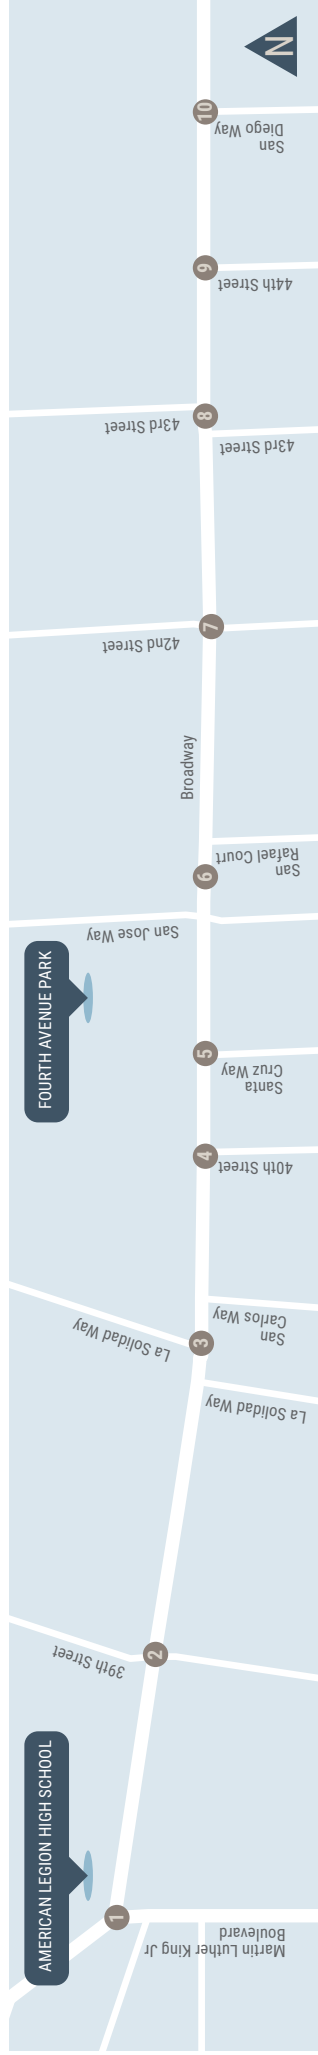 N
10
San
Diego Way
9
44th Street
8
43rd Street
43rd Street
7
42nd Street
Broadway
San
Rafael Court
6
San Jose Way
FOURTH AVENUE PARK
5
Santa
Cruz Way
4
40th Street
San
Carlos Way
3
La Solidad Way
La Solidad Way
2
39th Street
AMERICAN LEGION HIGH SCHOOL
1
Martin Luther King Jr
Boulevard